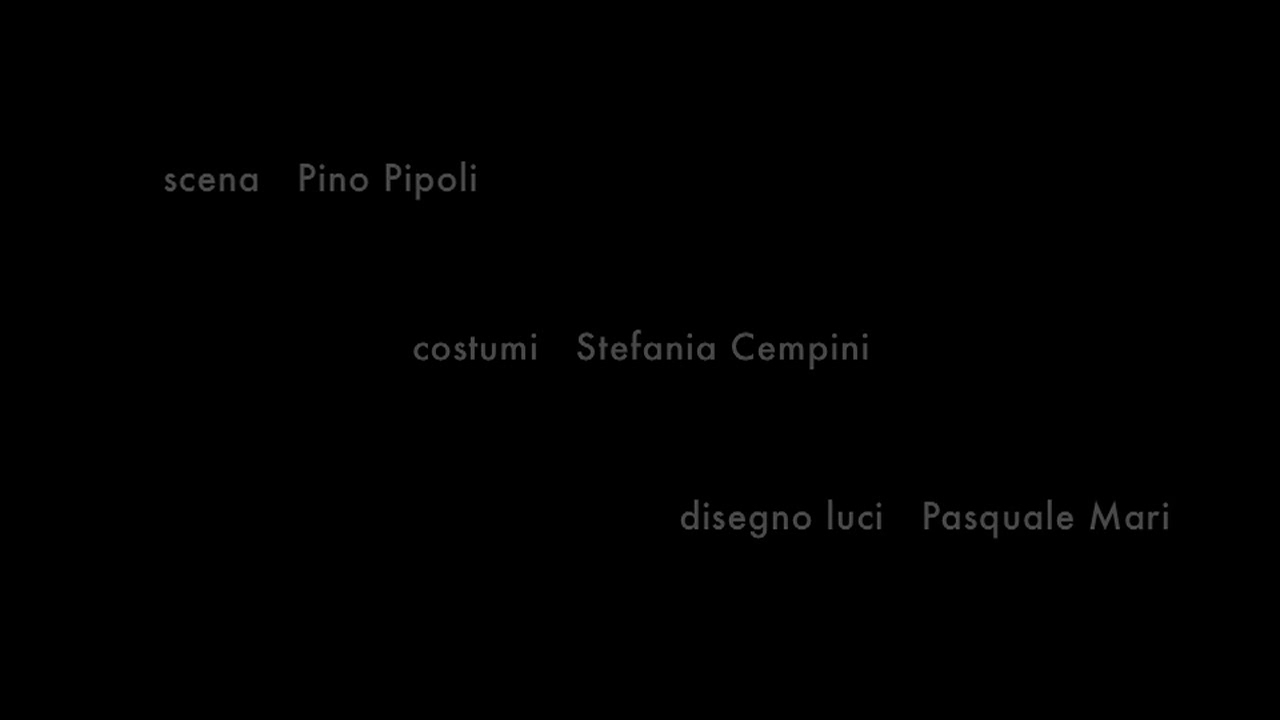 scena Pino Pipoli
costumi Stefania Cempini
disegno luci Pasquale Mari